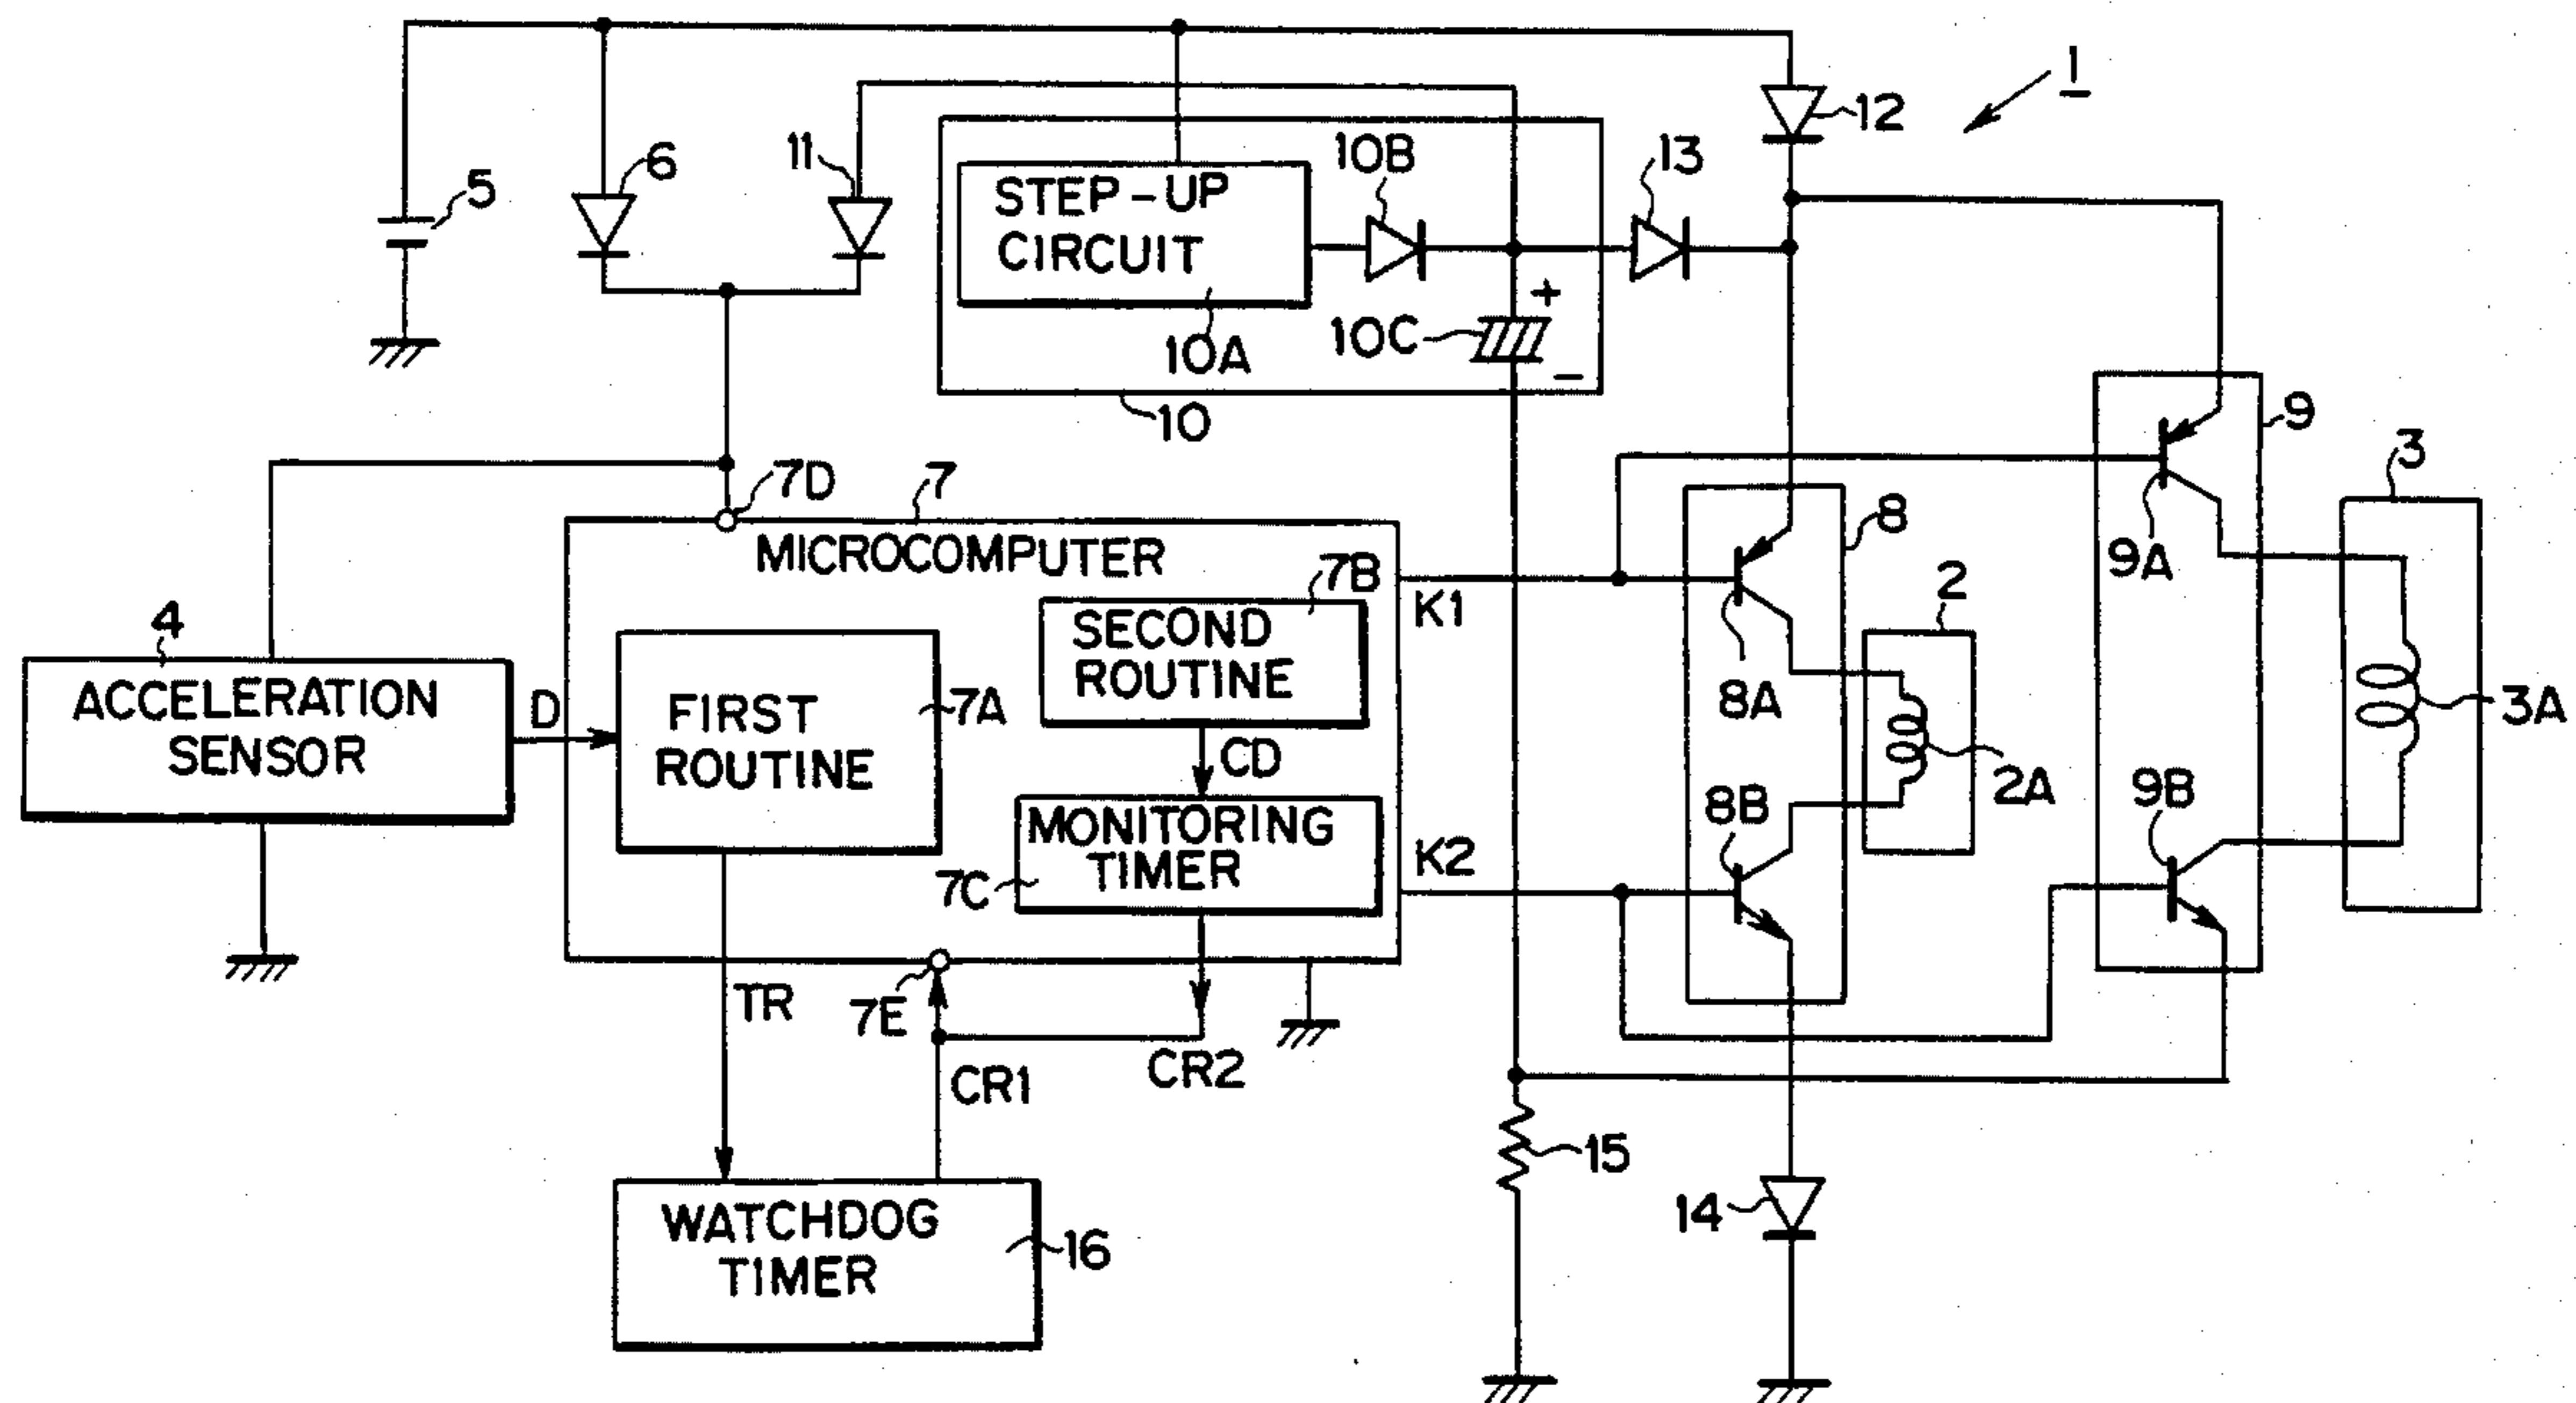 1
12
11
6
10B
13
5
STEP-UP
CIRCUIT
+
10C
10A
-
10
9
3
7D
7
8
9A
MICROCOMPUTER
7B
K1
2
4
SECOND
ROUTINE
8A
ACCELERATION
SENSOR
D
FIRST
ROUTINE
7A
3A
CD
2A
9B
8B
MONITORING
TIMER
7C
K2
TR
7E
CR1
CR2
15
14
WATCHDOG
TIMER
16